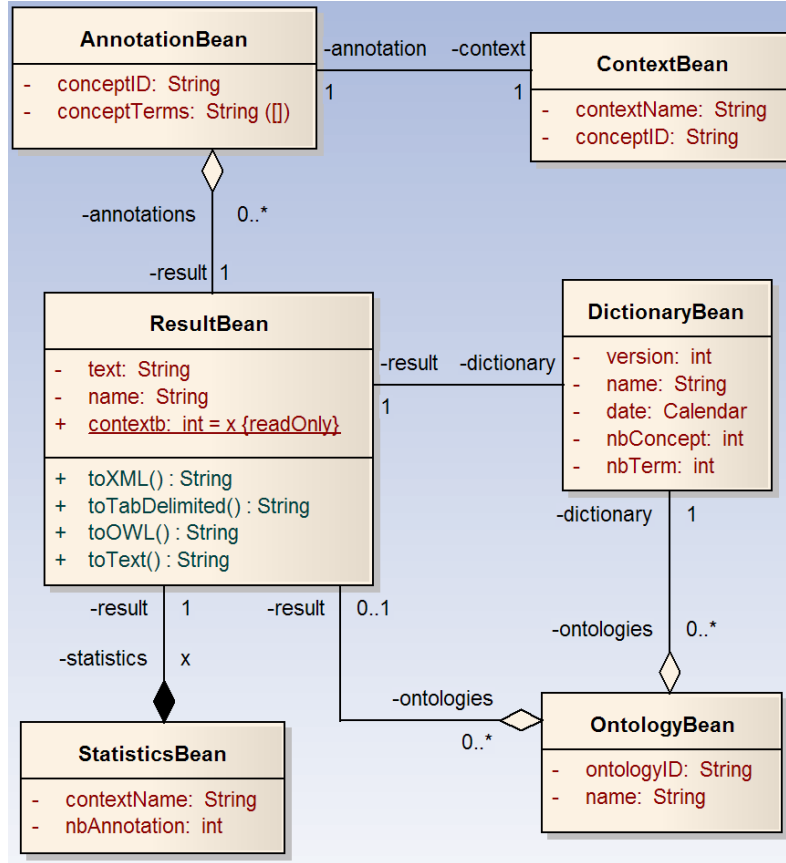 AnnotationBean
- conceptID: String
- conceptTerms: String ([])
-annotation
-context
1
1
ContextBean
- contextName: String
- conceptID: String
-annotations
0..*
-result
1
ResultBean
- text: String
- name: String
+ contextb: int = x {readOnly}
+ toXML() : String
+ toTabDelimited() : String
+ toOWL() : String
+ toText() : String
-result
-dictionary
1
DictionaryBean
- version: int
- name: String
- date: Calendar
- nbConcept: int
- nbTerm: int
-dictionary
1
-ontologies
0..*
-result
1
-statistics
x
-result
0..1
-ontologies
0..*
StatisticsBean
- contextName: String
- nbAnnotation: int
OntologyBean
- ontologyID: String
- name: String